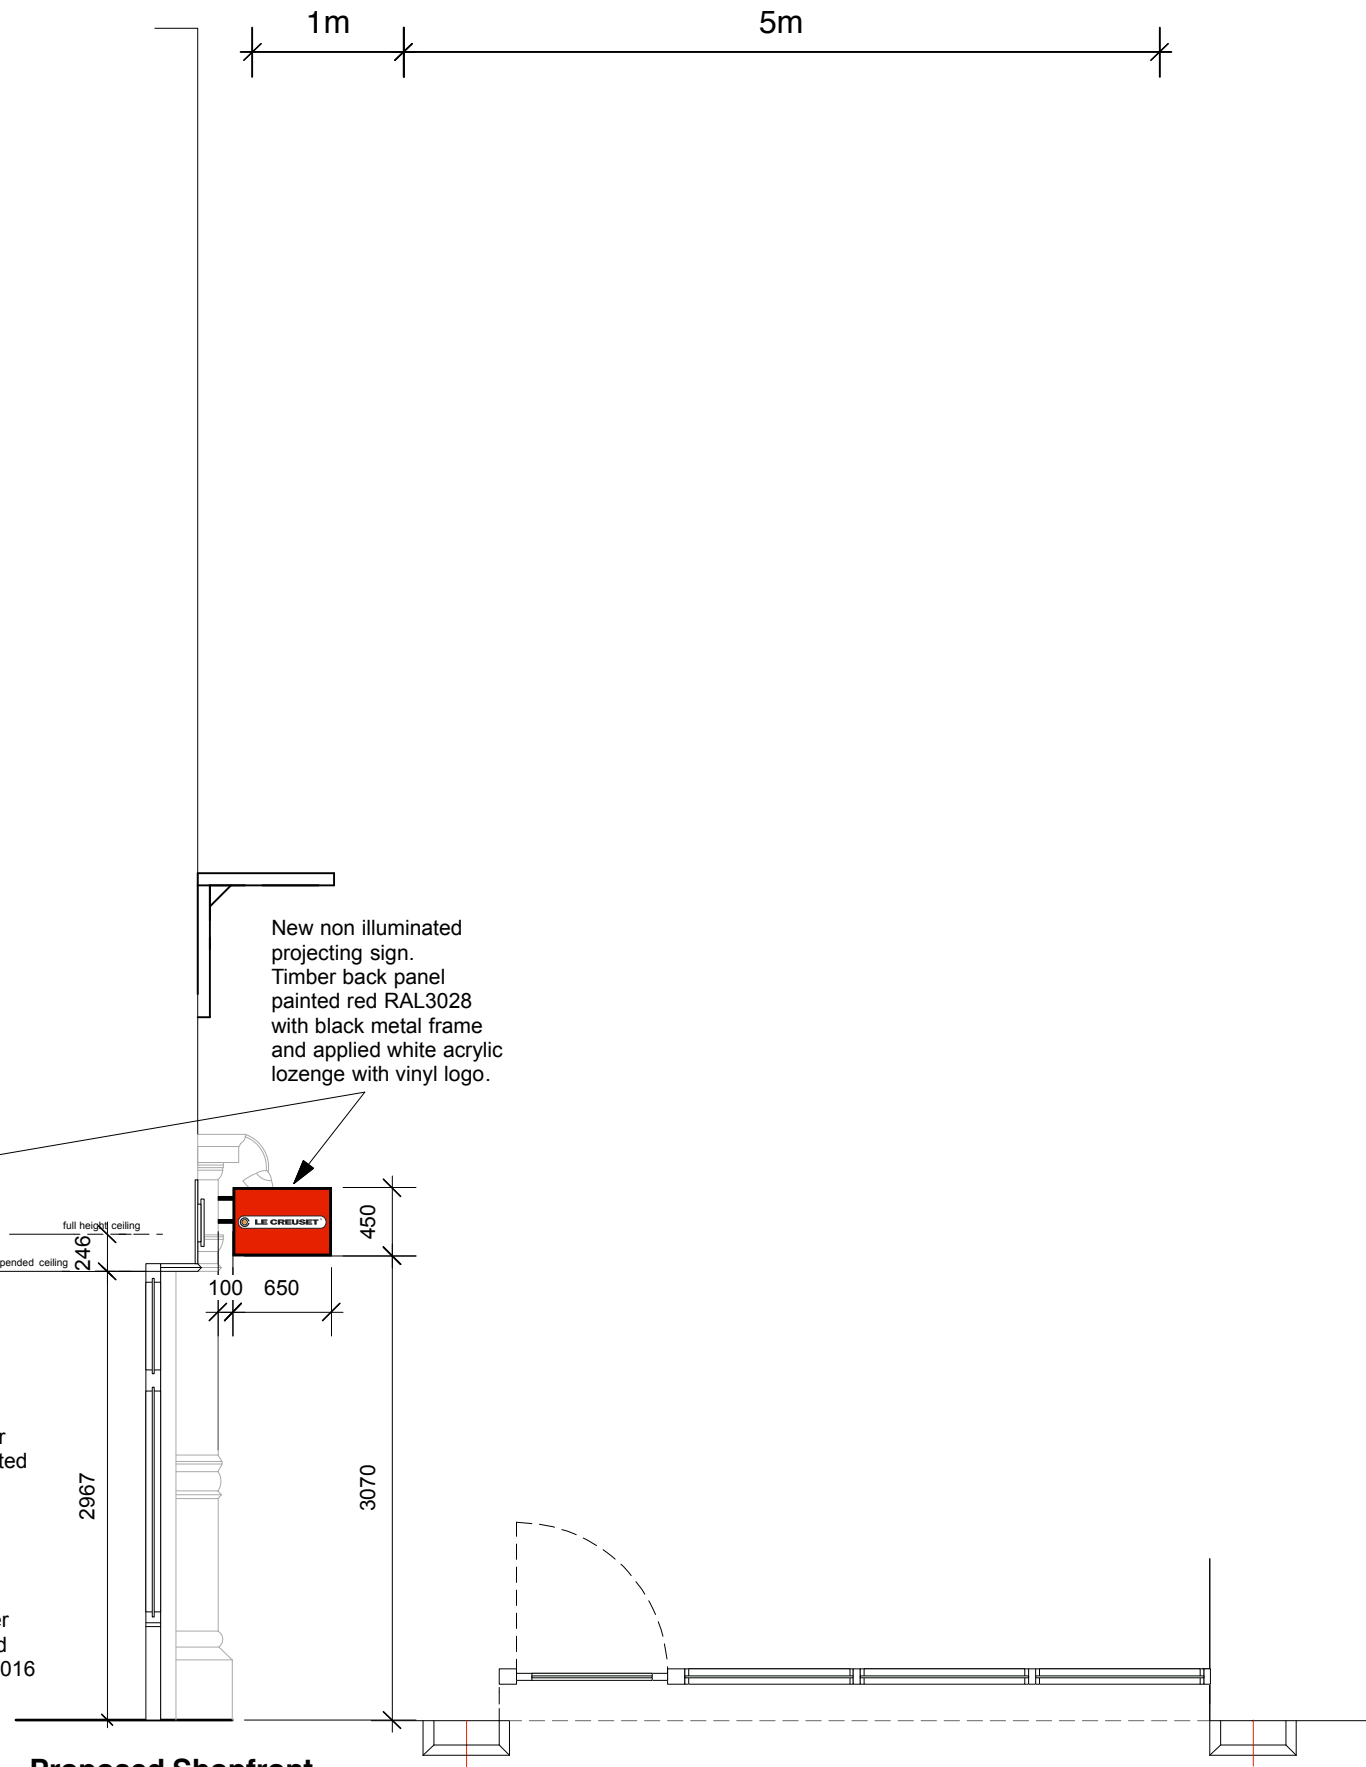 1m
5m
New non illuminated
projecting sign.
Timber back panel
painted red RAL3028
with black metal frame
and applied white acrylic
lozenge with vinyl logo.
LE CREUSET
450
full height ceiling
246
pended ceiling
100 650
r
ted
2967
3070
er
d
016
Proposed Shopfront